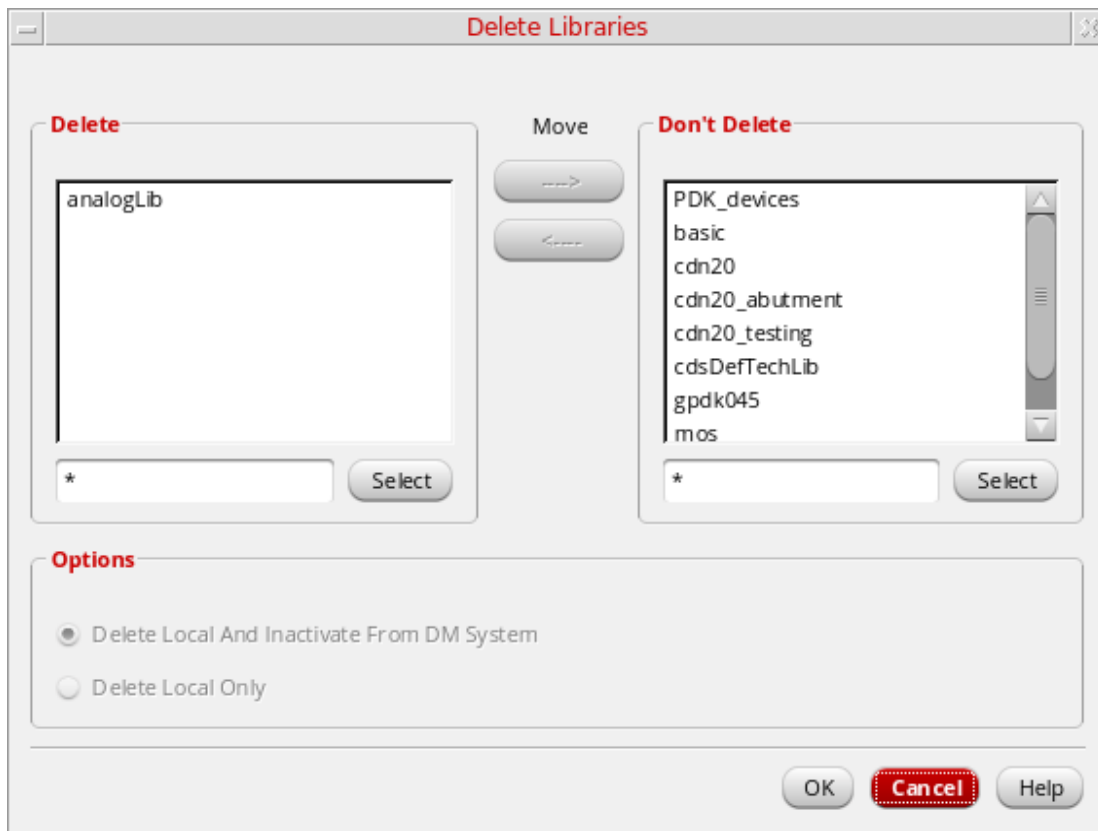 Delete Libraries
Delete
Move
Don't Delete
analogLib
---->
<----
PDK_devices
basic
cdn20
cdn20_abutment
cdn20_testing
cdsDefTechLib
gpdk045
mos
*
Select
*
Select
Options
Delete Local And Inactivate From DM System
Delete Local Only
OK
Cancel
Help